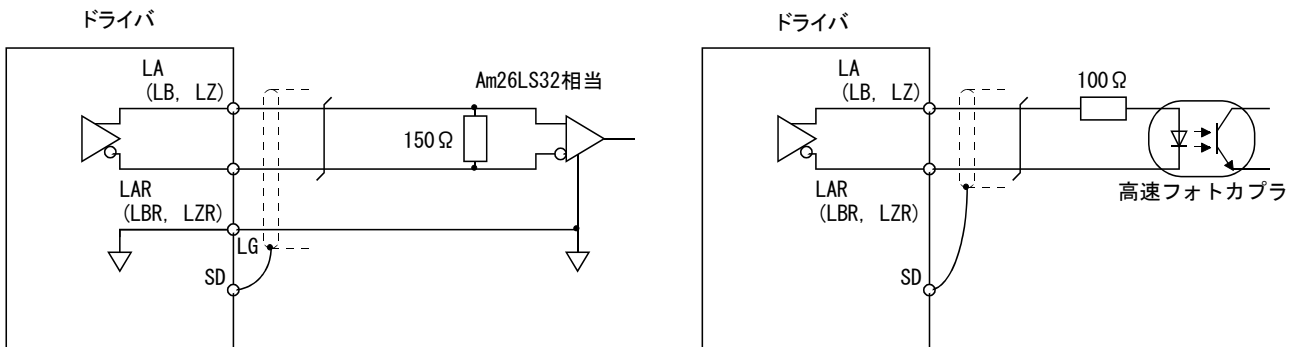 ドライバ
LA
(LB, LZ)
Am26LS32相当
150Ω
LAR
(LBR, LZR)
LG
SD
ドライバ
LA
(LB, LZ)
100Ω
LAR
(LBR, LZR)
高速フォトカプラ
SD